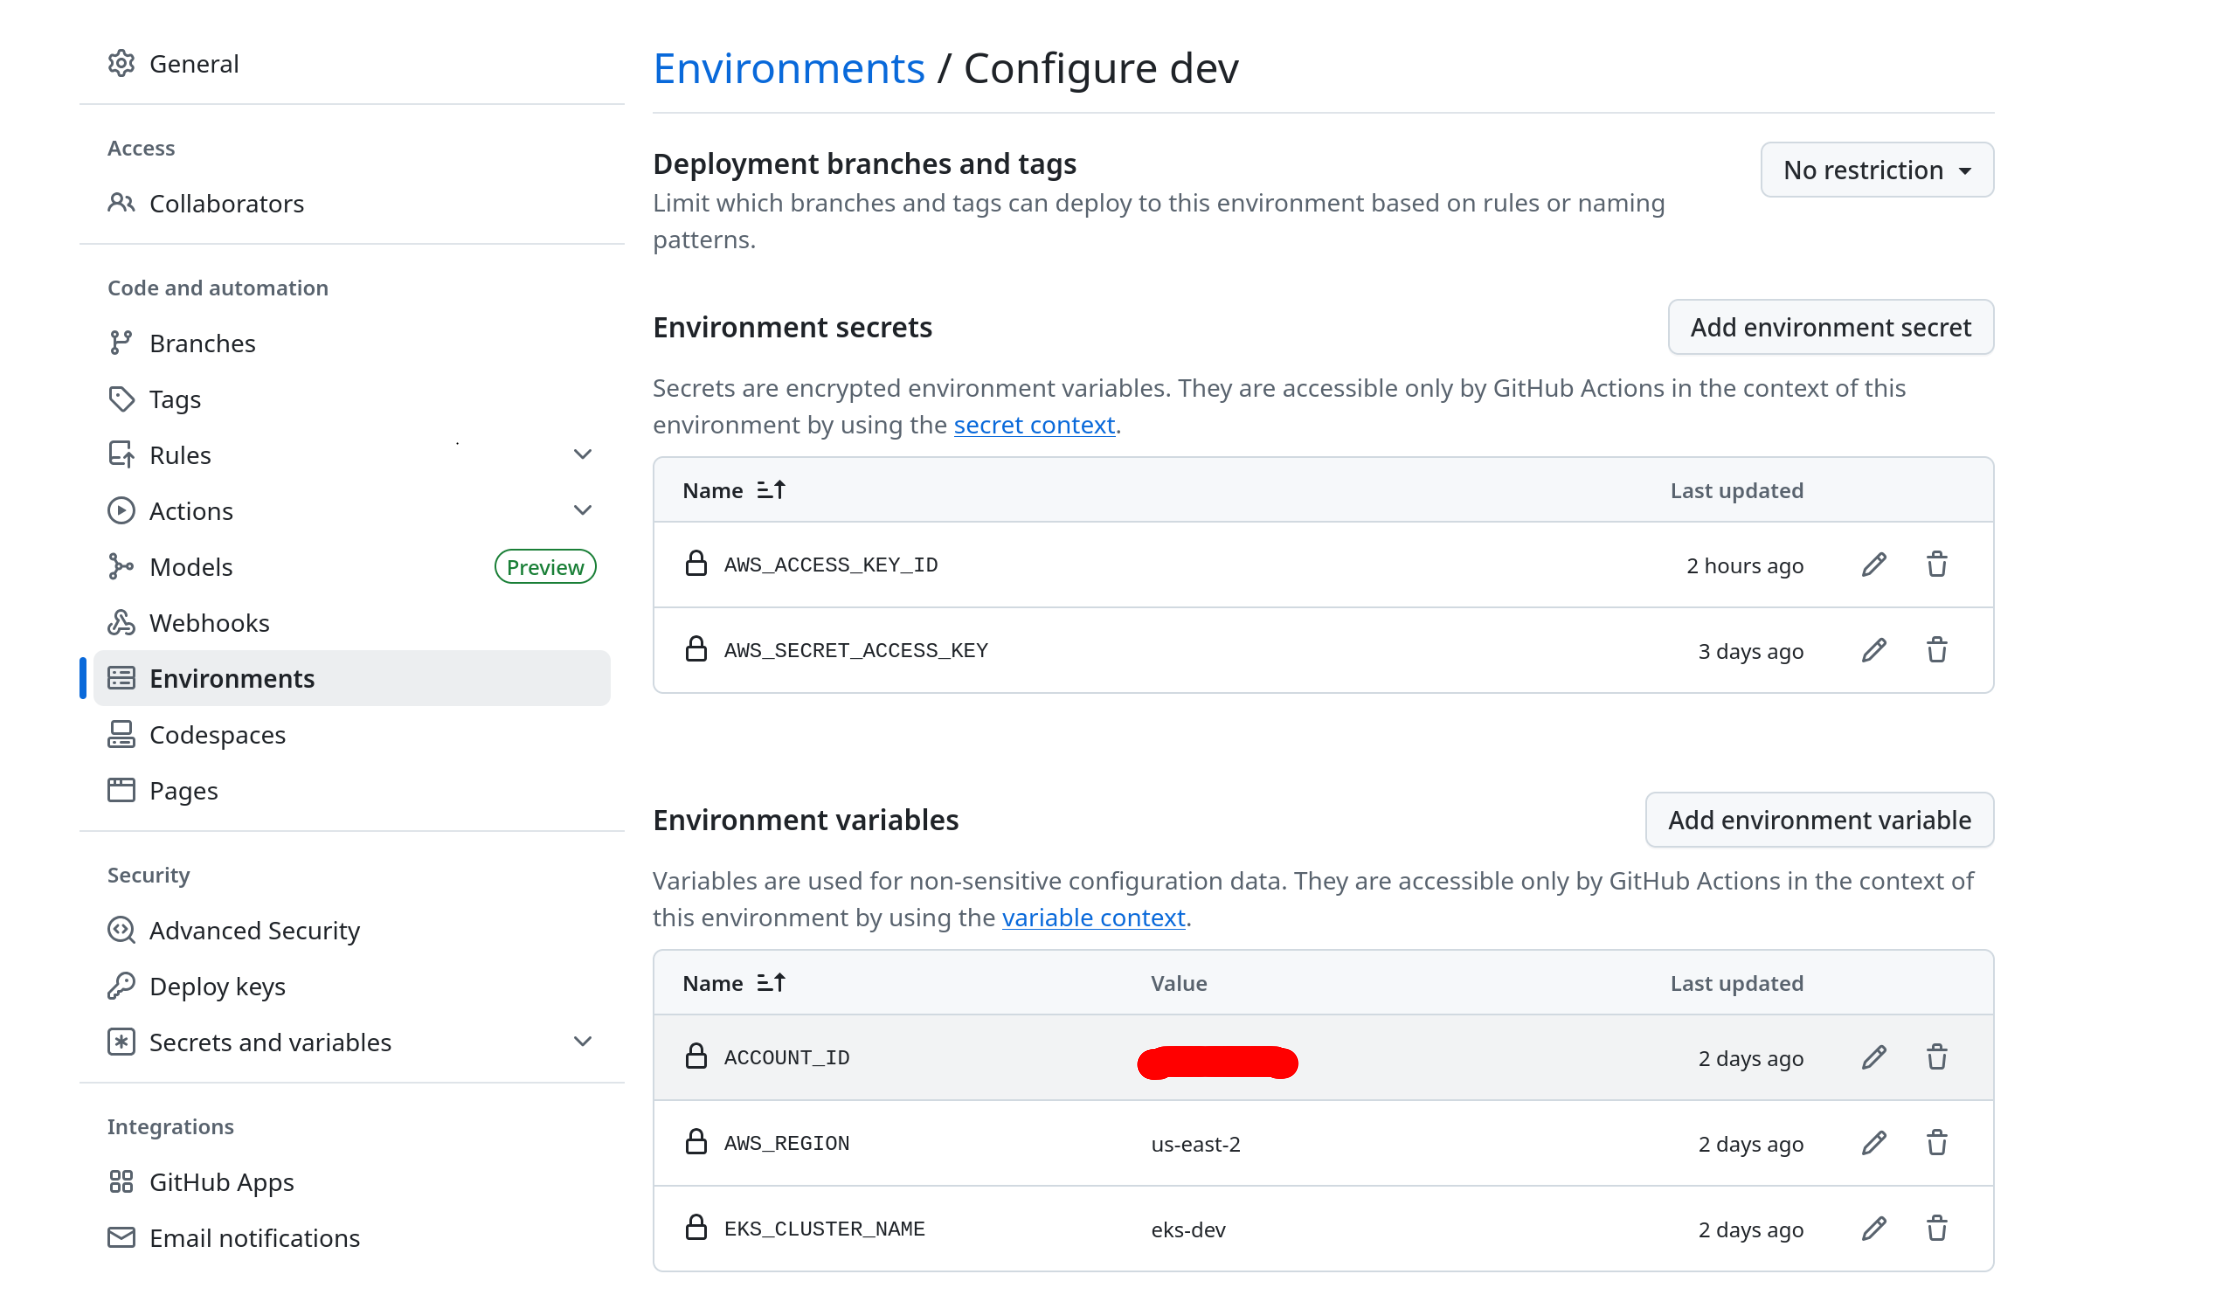 General
Access
Collaborators
Code and automation
Branches
Tags
Rules
Actions
Models Preview
Webhooks
Environments
Codespaces
Pages
Security
Advanced Security
Deploy keys
Secrets and variables
Integrations
GitHub Apps
Email notifications
Environments / Configure dev
Deployment branches and tags
No restriction
Limit which branches and tags can deploy to this environment based on rules or naming
patterns.
Environment secrets
Add environment secret
Secrets are encrypted environment variables. They are accessible only by GitHub Actions in the context of this
environment by using the secret context.
Name Last updated
AWS_ACCESS_KEY_ID 2 hours ago
AWS_SECRET_ACCESS_KEY 3 days ago
Environment variables
Add environment variable
Variables are used for non-sensitive configuration data. They are accessible only by GitHub Actions in the context of
this environment by using the variable context.
Name Value Last updated
ACCOUNT_ID 2 days ago
AWS_REGION us-east-2 2 days ago
EKS_CLUSTER_NAME eks-dev 2 days ago